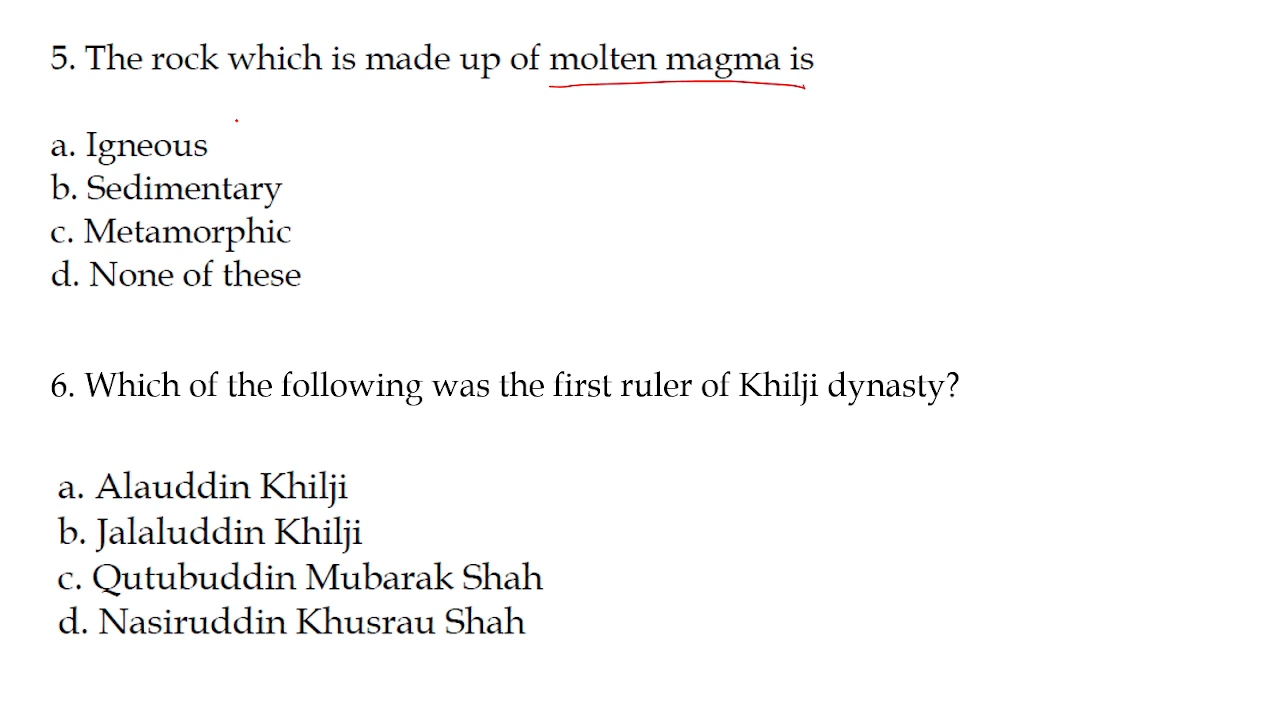 5. The rock which is made up of molten magma is
a. Igneous
b. Sedimentary
c. Metamorphic
d. None of these
6. Which of the following was the first ruler of Khilji dynasty?
a. Alauddin Khilji
b. Jalaluddin Khilji
c. Qutubuddin Mubarak Shah
d. Nasiruddin Khusrau Shah